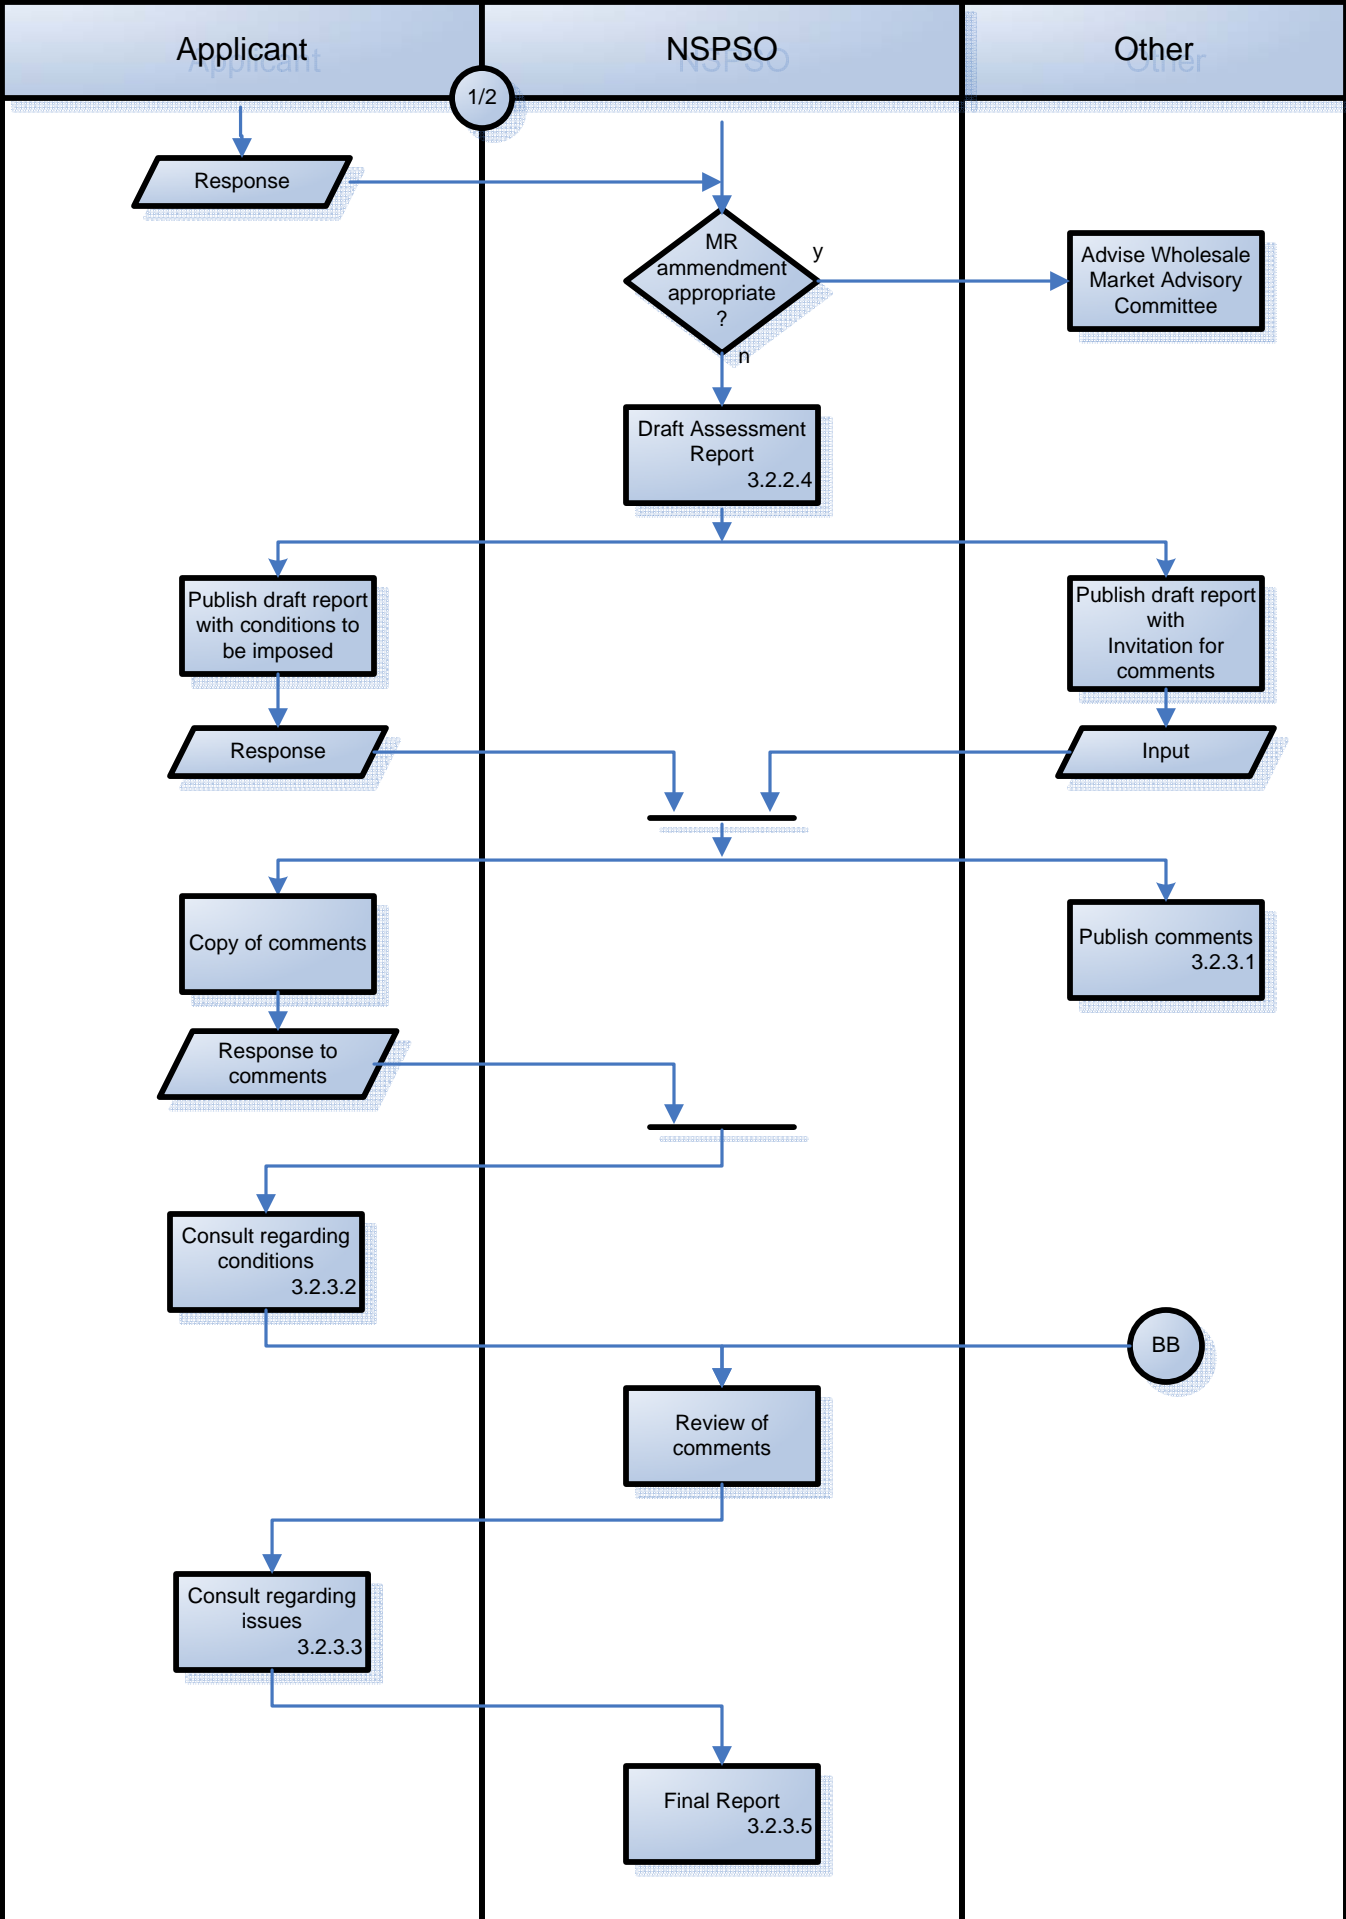 Applicant
NSPSO
Other
1/2
Response
MR
ammendment
appropriate
?
y
n
Advise Wholesale
Market Advisory
Committee
Draft Assessment
Report
3.2.2.4
Publish draft report
with conditions to
be imposed
Publish draft report
with
Invitation for
comments
Response
Input
Copy of comments
Publish comments
3.2.3.1
Response to
comments
Consult regarding
conditions
3.2.3.2
BB
Review of
comments
Consult regarding
issues
3.2.3.3
Final Report
3.2.3.5